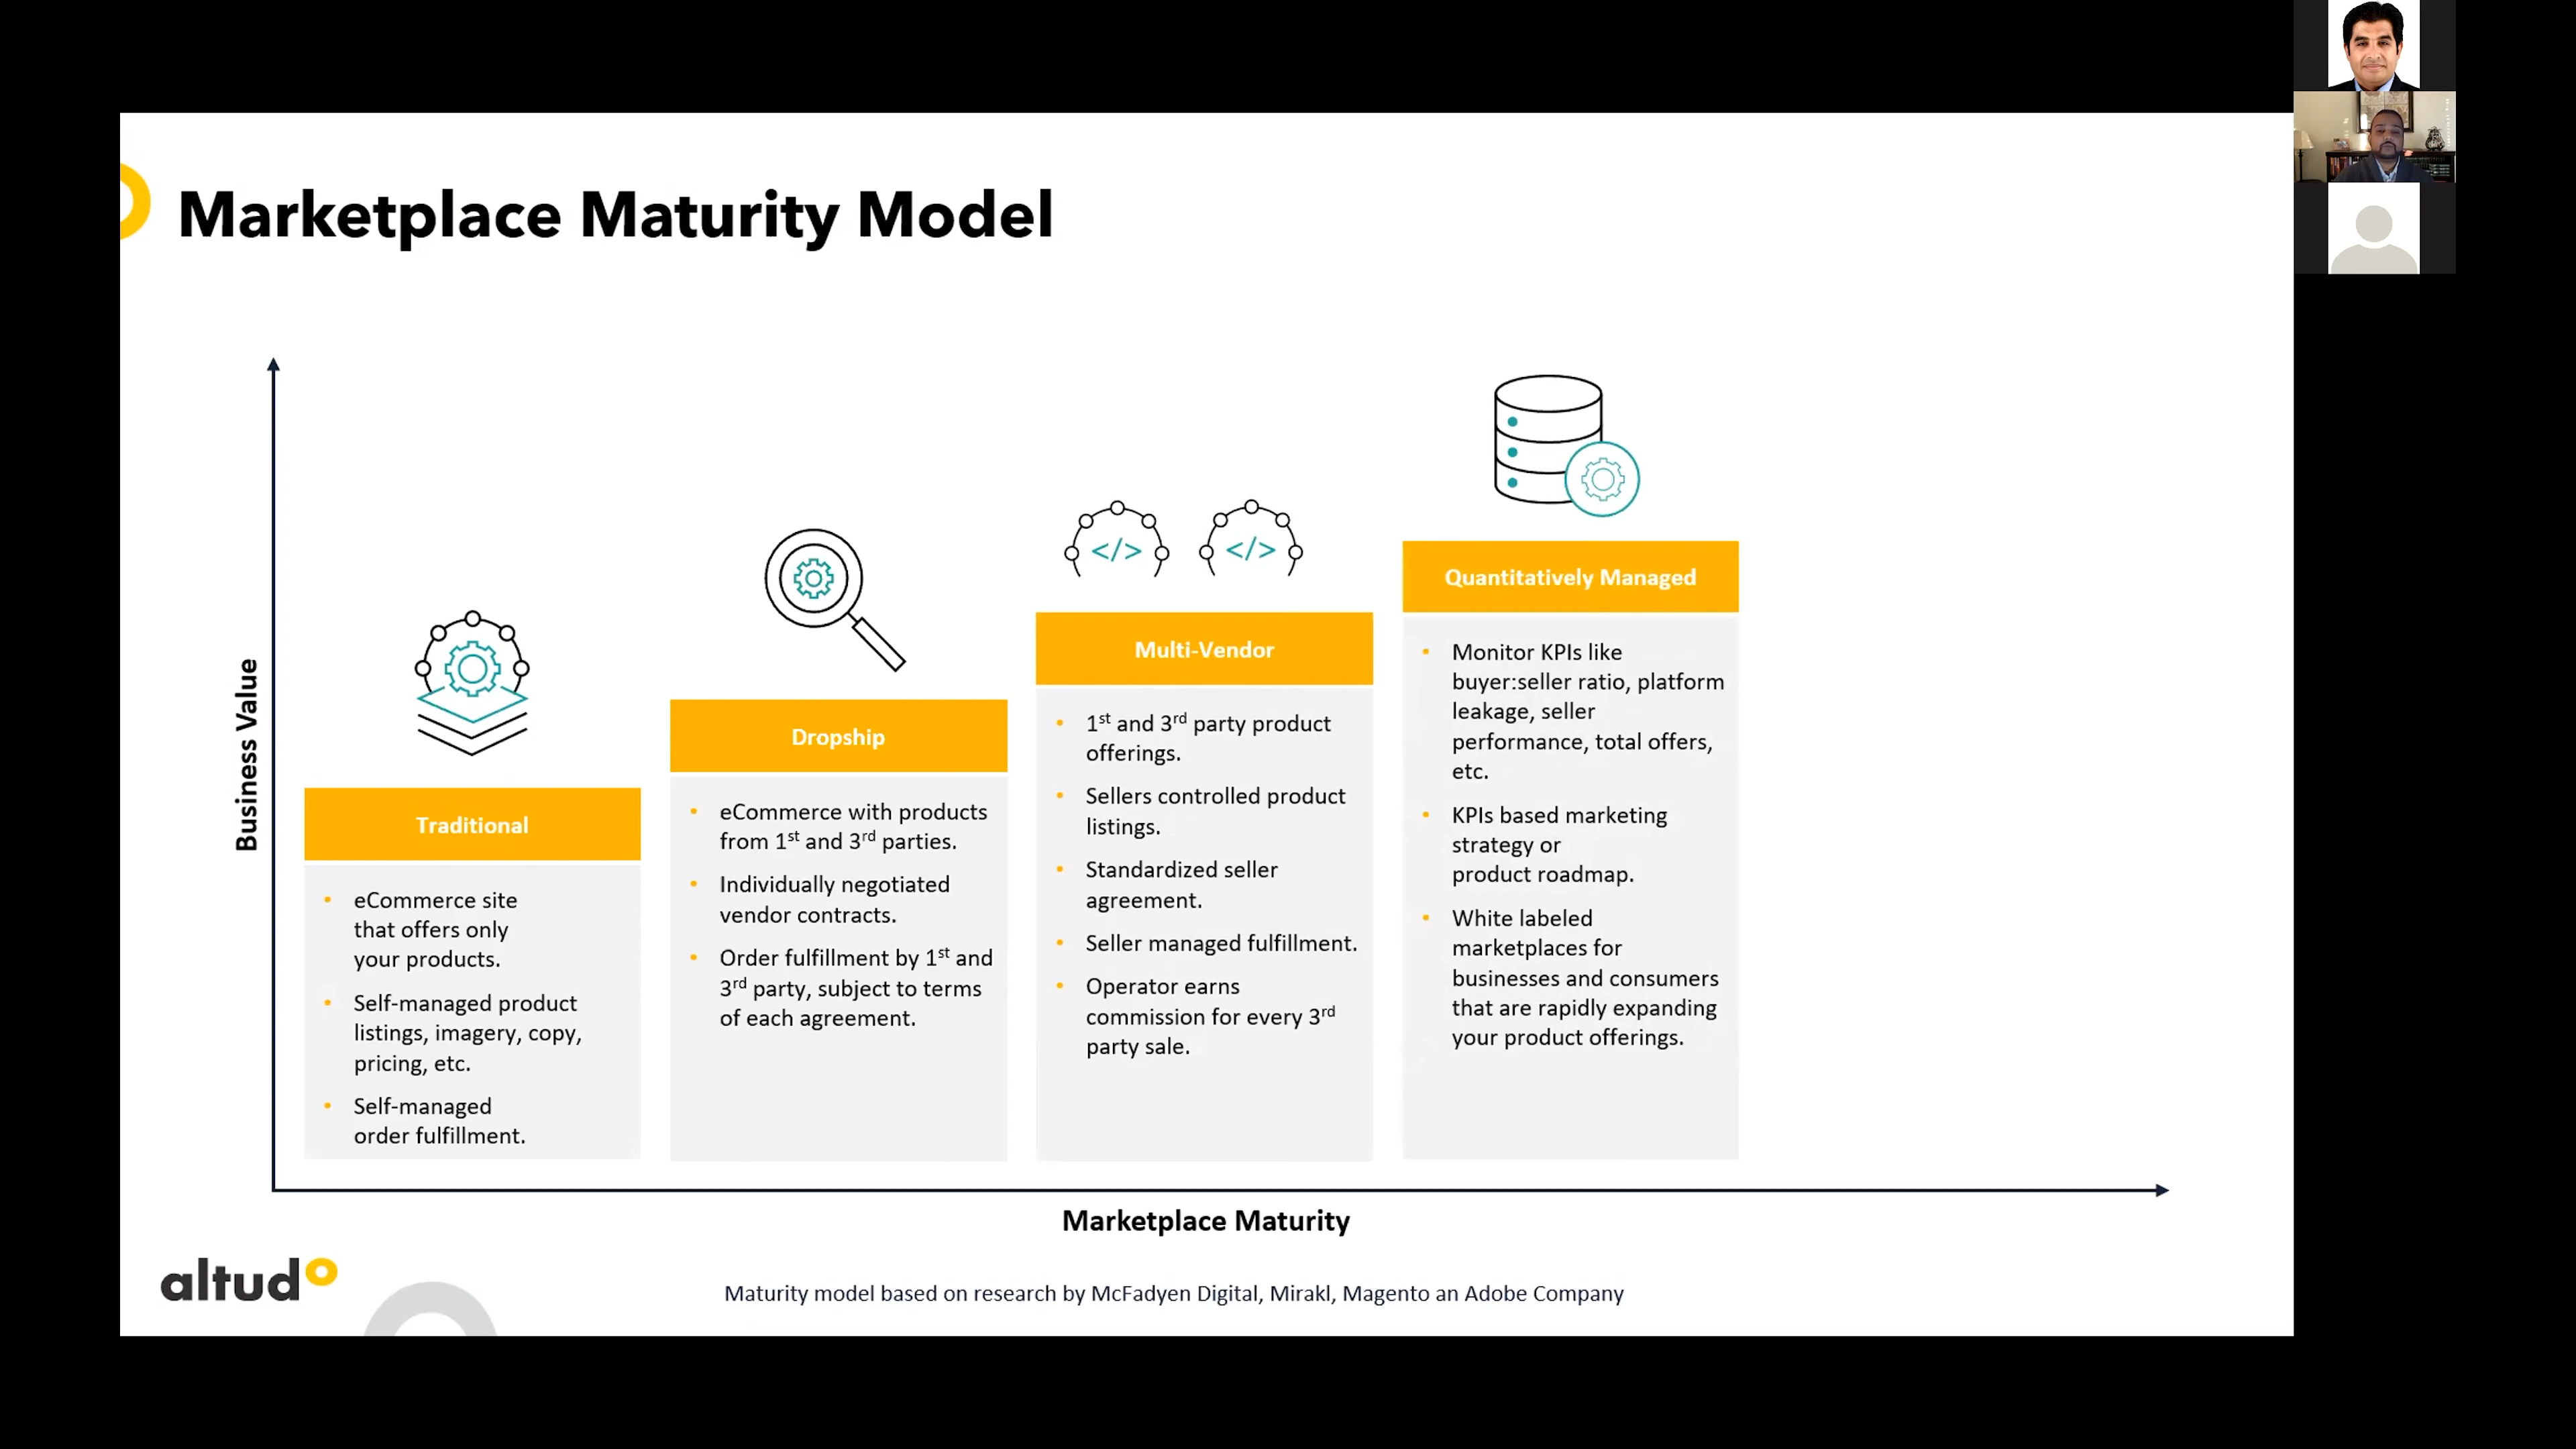 Marketplace Maturity Model
Business Value
Traditional
eCommerce site
that offers only
your products.
Self-managed product
listings, imagery, copy,
pricing, etc.
Self-managed
order fulfillment.
Dropship
eCommerce with products
from 1st and 3rd parties.
Individually negotiated
vendor contracts.
Order fulfillment by 1st and
3rd party, subject to terms
of each agreement.
</>
</>
Multi-Vendor
1st and 3rd party product
offerings.
Sellers controlled product
listings.
Standardized seller
agreement.
Seller managed fulfillment.
Operator earns
commission for every 3rd
party sale.
Quantitatively Managed
Monitor KPIs like
buyer:seller ratio, platform
leakage, seller
performance, total offers,
etc.
KPIs based marketing
strategy or
product roadmap.
White labeled
marketplaces for
businesses and consumers
that are rapidly expanding
your product offerings.
Marketplace Maturity
altudo
Maturity model based on research by McFadyen Digital, Mirakl, Magento an Adobe Company